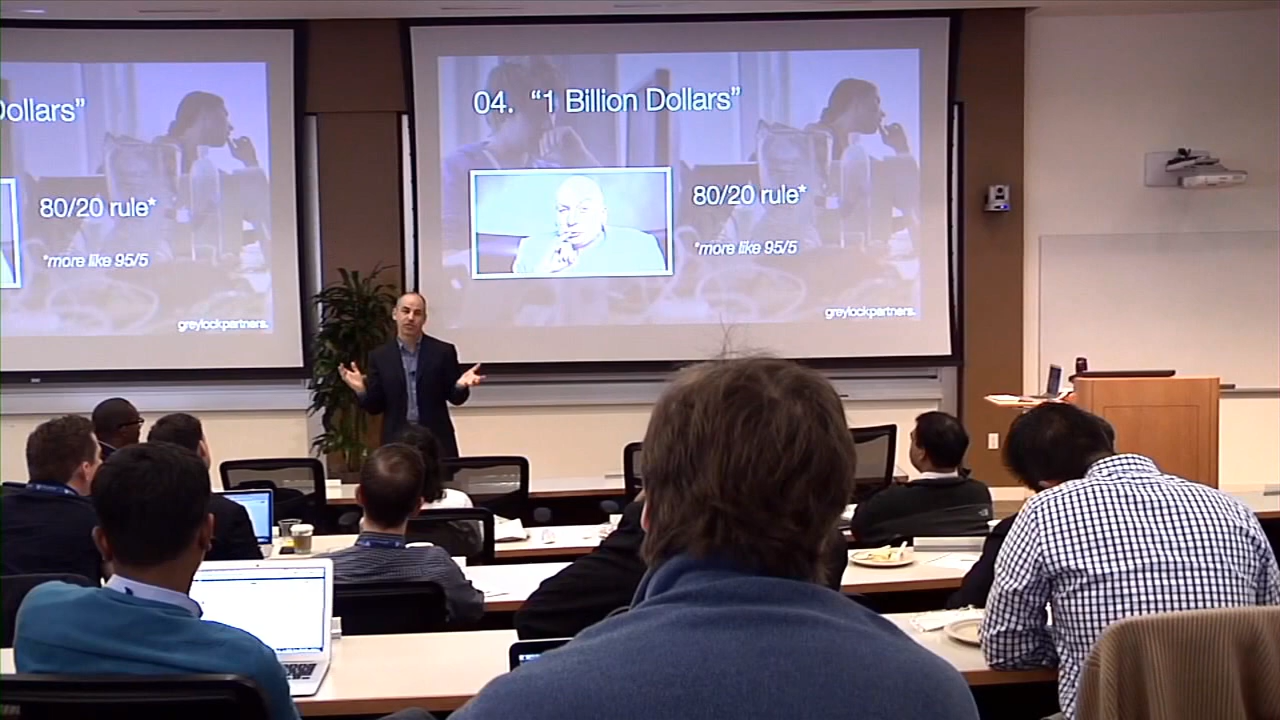 Dollars”
80/20 rule*
*more like 95/5
greylockpartners.
04. “1 Billion Dollars”
80/20 rule*
*more like 95/5
greylockpartners.